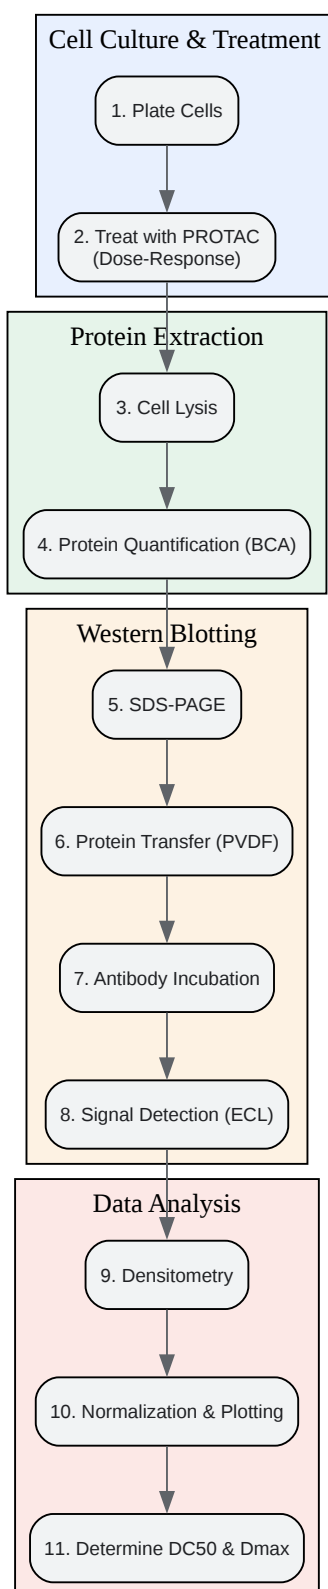 Cell Culture & Treatment
1. Plate Cells
2. Treat with PROTAC
(Dose-Response)
Protein Extraction
3. Cell Lysis
4. Protein Quantification (BCA)
Western Blotting
5. SDS-PAGE
6. Protein Transfer (PVDF)
7. Antibody Incubation
8. Signal Detection (ECL)
Data Analysis
9. Densitometry
10. Normalization & Plotting
11. Determine DC50 & Dmax